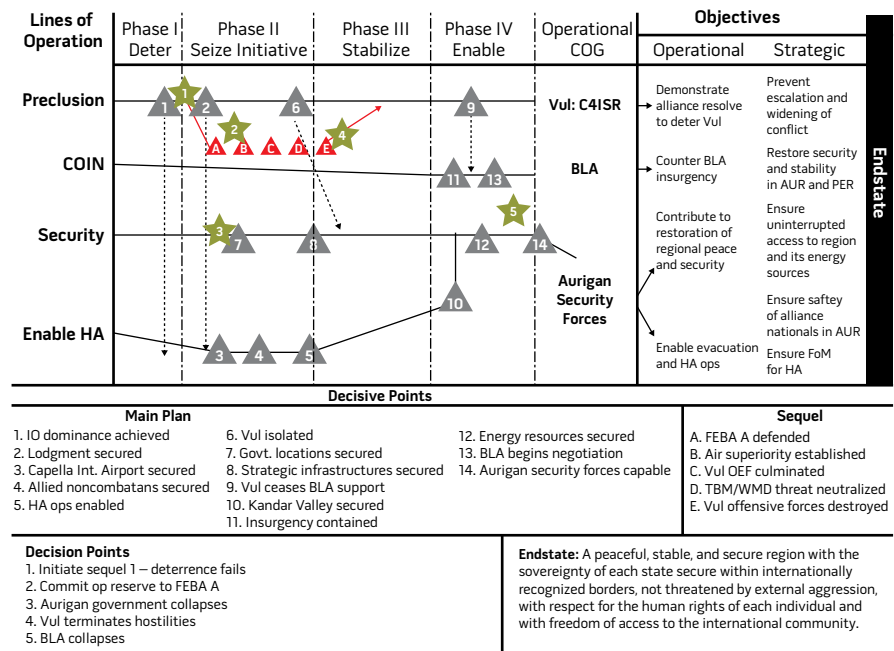 Lines of
Operation
Phase I
Deter
Phase II
Seize Initiative
Phase III
Stabilize
Phase IV
Enable
Operational
COG
Objectives
Operational
Strategic
Preclusion
1
1
2
6
9
2
4
A
B
C
D
E
Vul: C4ISR
Demonstrate
alliance resolve
to deter Vul
Prevent
escalation and
widening of
conflict
COIN
11
13
BLA
Counter BLA
insurgency
Restore security
and stability
in AUR and PER
Security
3
7
8
5
12
14
Contribute to
restoration of
regional peace
and security
Ensure
uninterrupted
access to region
and its energy
sources
Aurigan
Security
Forces
10
Enable HA
3
4
5
Enable evacuation
and HA ops
Ensure saftey
of alliance
nationals in AUR
Ensure FoM
for HA
Endstate
Decisive Points
Main Plan
1. IO dominance achieved
2. Lodgment secured
3. Capella Int. Airport secured
4. Allied noncombatans secured
5. HA ops enabled
6. Vul isolated
7. Govt. locations secured
8. Strategic infrastructures secured
9. Vul ceases BLA support
10. Kandar Valley secured
11. Insurgency contained
12. Energy resources secured
13. BLA begins negotiation
14. Aurigan security forces capable
Sequel
A. FEBA A defended
B. Air superiority established
C. Vul OEF culminated
D. TBM/WMD threat neutralized
E. Vul offensive forces destroyed
Decision Points
1. Initiate sequel 1 – deterrence fails
2. Commit op reserve to FEBA A
3. Aurigan government collapses
4. Vul terminates hostilities
5. BLA collapses
Endstate: A peaceful, stable, and secure region with the
sovereignty of each state secure within internationally
recognized borders, not threatened by external aggression,
with respect for the human rights of each individual and
with freedom of access to the international community.